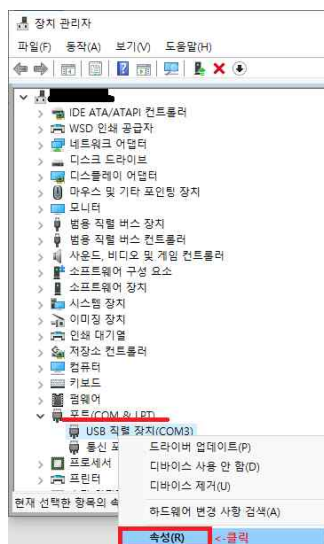 장치 관리자
파일(F) 동작(A) 보기(V) 도움말(H)
IDE ATA/ATAPI 컨트롤러
WSD 인쇄 공급자
네트워크 어댑터
디스크 드라이브
디스플레이 어댑터
마우스 및 기타 포인팅 장치
모니터
범용 직렬 버스 장치
범용 직렬 버스 컨트롤러
사운드, 비디오 및 게임 컨트롤러
소프트웨어 구성 요소
소프트웨어 장치
시스템 장치
이미징 장치
인쇄 대기열
저장소 컨트롤러
컴퓨터
키보드
펌웨어
포트(COM & LPT)
USB 직렬 장치(COM3)
통신 포
드라이버 업데이트(P)
프로세서
디바이스 사용 안 함(D)
프린터
디바이스 제거(U)
현재 선택한 항목의 속
하드웨어 변경 사항 검색(A)
속성(R) <-클릭